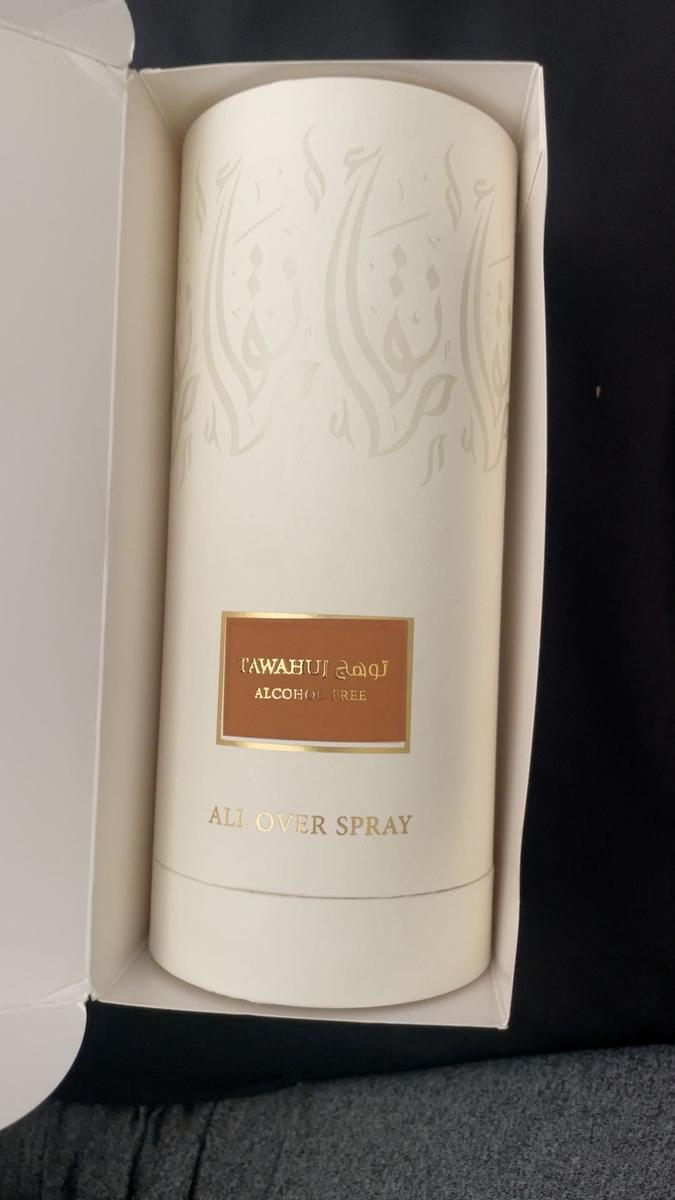 TAWAHUJ توهج
ALCOHOL-FREE
ALL OVER SPRAY